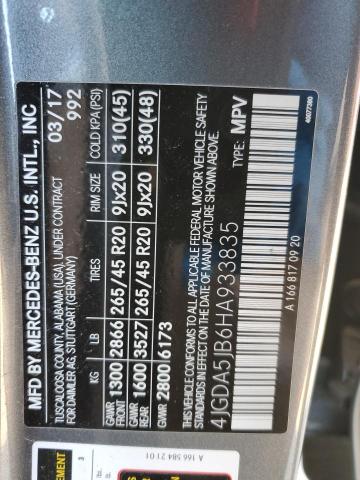 MFD BY MERCEDES-BENZ U.S. INTL., INC
TUSCALOOSA COUNTY, ALABAMA (USA) UNDER CONTRACT 03/17
FOR DAIMLER AG, STUTTGART (GERMANY) 992
KG LB TIRES RIM SIZE COLD KPA (PSI)
GAWR FRONT 1300 2866 265/45 R20 9Jx20 310(45)
GAWR REAR 1600 3527 265/45 R20 9Jx20 330(48)
GVWR 2800 6173
THIS VEHICLE CONFORMS TO ALL APPLICABLE FEDERAL MOTOR VEHICLE SAFETY
STANDARDS IN EFFECT ON THE DATE OF MANUFACTURE SHOWN ABOVE.
4JGDA5JB6HA933835 TYPE: MPV
A 166 817 09 20 4607380
A 166 584 21 01